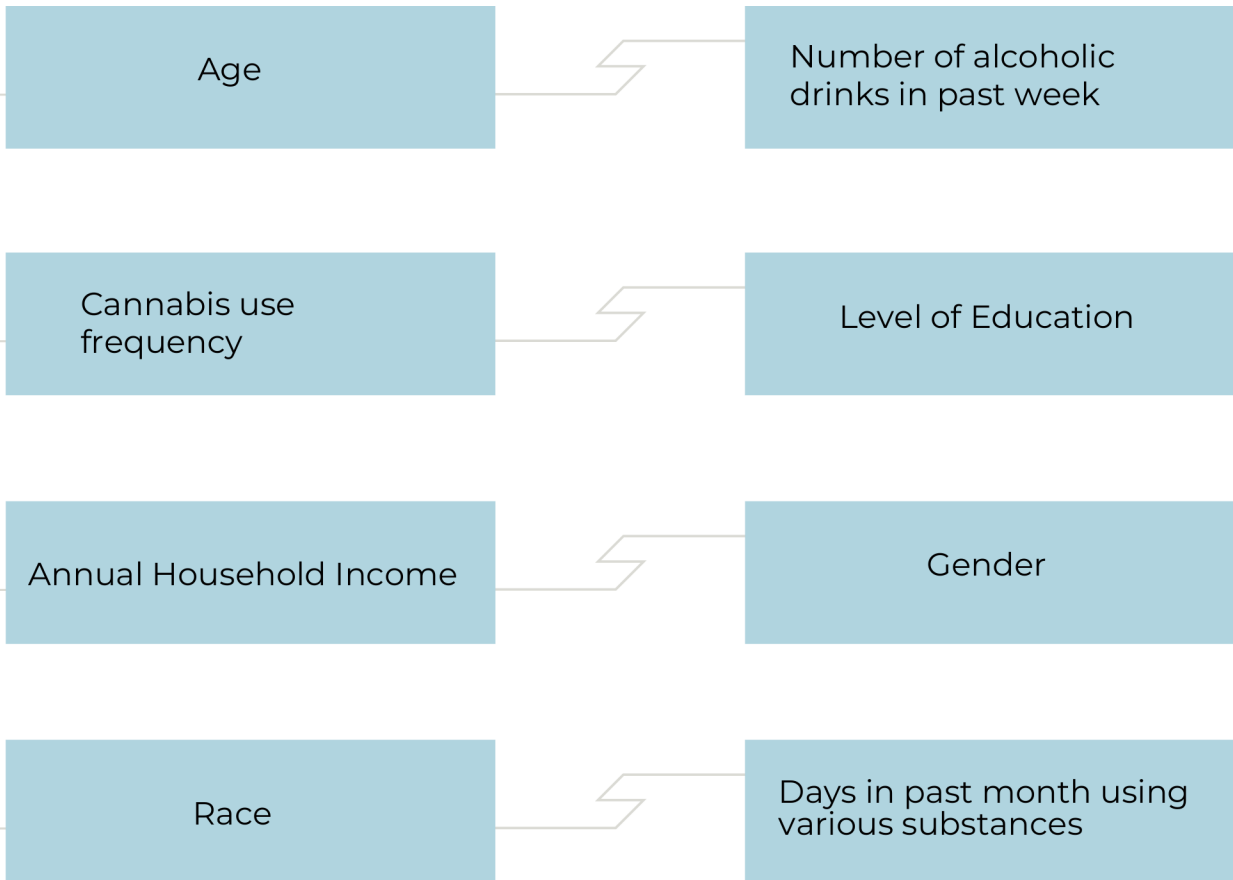 Age
Number of alcoholic
drinks in past week
Cannabis use
frequency
Level of Education
Annual Household Income
Gender
Race
Days in past month using
various substances